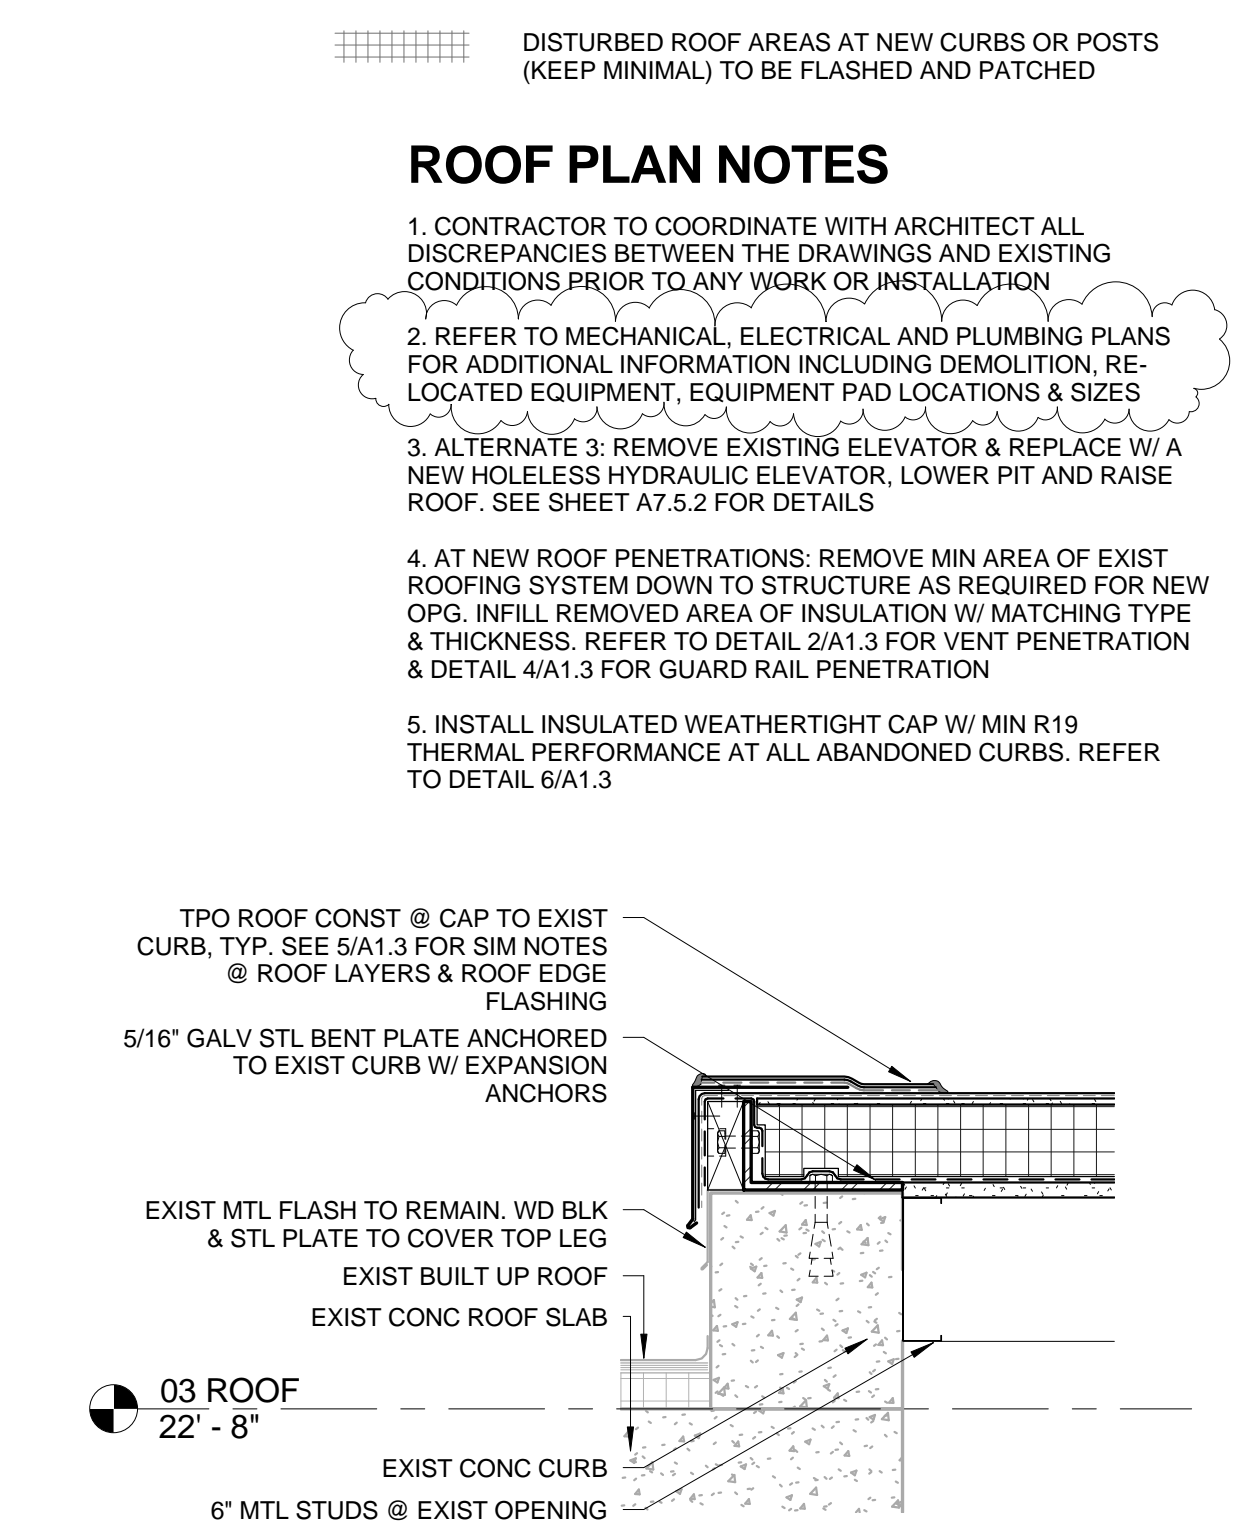 DISTURBED ROOF AREAS AT NEW CURBS OR POSTS
(KEEP MINIMAL) TO BE FLASHED AND PATCHED
ROOF PLAN NOTES
1. CONTRACTOR TO COORDINATE WITH ARCHITECT ALL
DISCREPANCIES BETWEEN THE DRAWINGS AND EXISTING
CONDITIONS PRIOR TO ANY WORK OR INSTALLATION
2. REFER TO MECHANICAL, ELECTRICAL AND PLUMBING PLANS
FOR ADDITIONAL INFORMATION INCLUDING DEMOLITION, RE-
LOCATED EQUIPMENT, EQUIPMENT PAD LOCATIONS & SIZES
3. ALTERNATE 3: REMOVE EXISTING ELEVATOR & REPLACE W/ A
NEW HOLELESS HYDRAULIC ELEVATOR, LOWER PIT AND RAISE
ROOF. SEE SHEET A7.5.2 FOR DETAILS
4. AT NEW ROOF PENETRATIONS: REMOVE MIN AREA OF EXIST
ROOFING SYSTEM DOWN TO STRUCTURE AS REQUIRED FOR NEW
OPG. INFILL REMOVED AREA OF INSULATION W/ MATCHING TYPE
& THICKNESS. REFER TO DETAIL 2/A1.3 FOR VENT PENETRATION
& DETAIL 4/A1.3 FOR GUARD RAIL PENETRATION
5. INSTALL INSULATED WEATHERTIGHT CAP W/ MIN R19
THERMAL PERFORMANCE AT ALL ABANDONED CURBS. REFER
TO DETAIL 6/A1.3
TPO ROOF CONST @ CAP TO EXIST
CURB, TYP. SEE 5/A1.3 FOR SIM NOTES
@ ROOF LAYERS & ROOF EDGE
FLASHING
5/16" GALV STL BENT PLATE ANCHORED
TO EXIST CURB W/ EXPANSION
ANCHORS
EXIST MTL FLASH TO REMAIN. WD BLK
& STL PLATE TO COVER TOP LEG
EXIST BUILT UP ROOF
EXIST CONC ROOF SLAB
03 ROOF
22' - 8"
EXIST CONC CURB
6" MTL STUDS @ EXIST OPENING